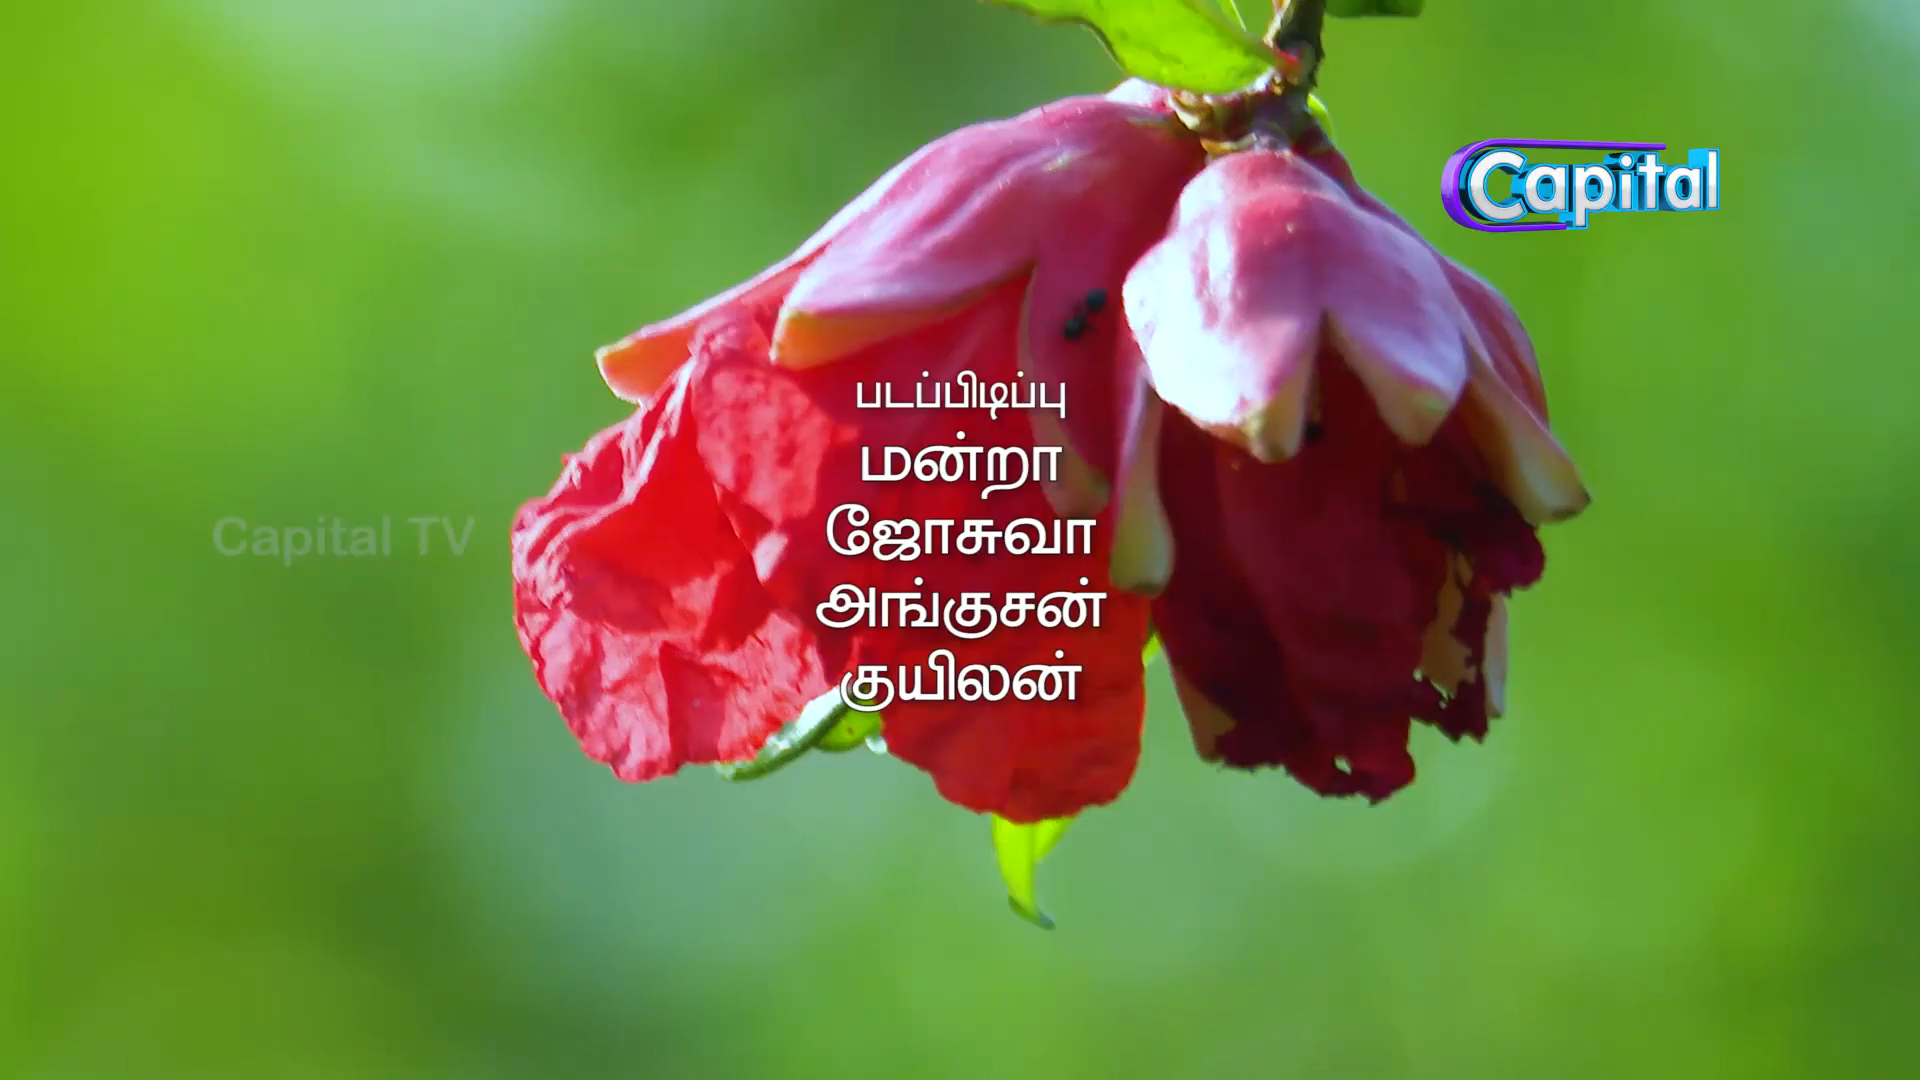 Capital
படப்பிடிப்பு
மன்றா
ஜோசுவா
Capital TV
அங்குசன்
குயிலன்